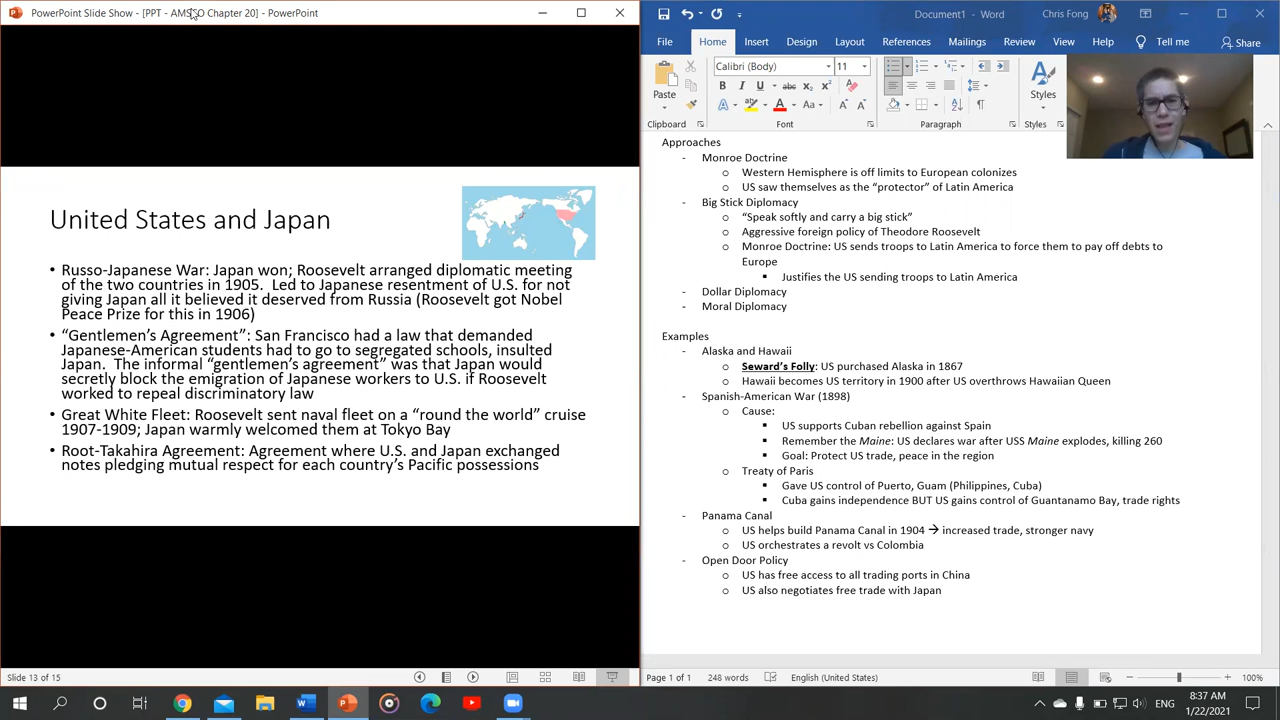 PowerPoint Slide Show - [PPT - AMSCO Chapter 20] - PowerPoint
United States and Japan
• Russo-Japanese War: Japan won; Roosevelt arranged diplomatic meeting
of the two countries in 1905. Led to Japanese resentment of U.S. for not
giving Japan all it believed it deserved from Russia (Roosevelt got Nobel
Peace Prize for this in 1906)
• “Gentlemen’s Agreement”: San Francisco had a law that demanded
Japanese-American students had to go to segregated schools, insulted
Japan. The informal “gentlemen’s agreement” was that Japan would
secretly block the emigration of Japanese workers to U.S. if Roosevelt
worked to repeal discriminatory law
• Great White Fleet: Roosevelt sent naval fleet on a “round the world” cruise
1907-1909; Japan warmly welcomed them at Tokyo Bay
• Root-Takahira Agreement: Agreement where U.S. and Japan exchanged
notes pledging mutual respect for each country’s Pacific possessions
Slide 13 of 15
Document1 - Word
Chris Fong
File Home Insert Design Layout References Mailings Review View Help Tell me Share
Calibri (Body) 11
Paste
B I U abc x₂ x² A
A A Aa A A
Styles
Clipboard Font Paragraph Styles
Approaches
- Monroe Doctrine
o Western Hemisphere is off limits to European colonizes
o US saw themselves as the “protector” of Latin America
- Big Stick Diplomacy
o “Speak softly and carry a big stick”
o Aggressive foreign policy of Theodore Roosevelt
o Monroe Doctrine: US sends troops to Latin America to force them to pay off debts to
Europe
▪ Justifies the US sending troops to Latin America
- Dollar Diplomacy
- Moral Diplomacy
Examples
- Alaska and Hawaii
o Seward’s Folly: US purchased Alaska in 1867
o Hawaii becomes US territory in 1900 after US overthrows Hawaiian Queen
- Spanish-American War (1898)
o Cause:
▪ US supports Cuban rebellion against Spain
▪ Remember the Maine: US declares war after USS Maine explodes, killing 260
▪ Goal: Protect US trade, peace in the region
o Treaty of Paris
▪ Gave US control of Puerto, Guam (Philippines, Cuba)
▪ Cuba gains independence BUT US gains control of Guantanamo Bay, trade rights
- Panama Canal
o US helps build Panama Canal in 1904 → increased trade, stronger navy
o US orchestrates a revolt vs Colombia
- Open Door Policy
o US has free access to all trading ports in China
o US also negotiates free trade with Japan
Page 1 of 1 248 words English (United States) 100%
ENG
8:37 AM
1/22/2021